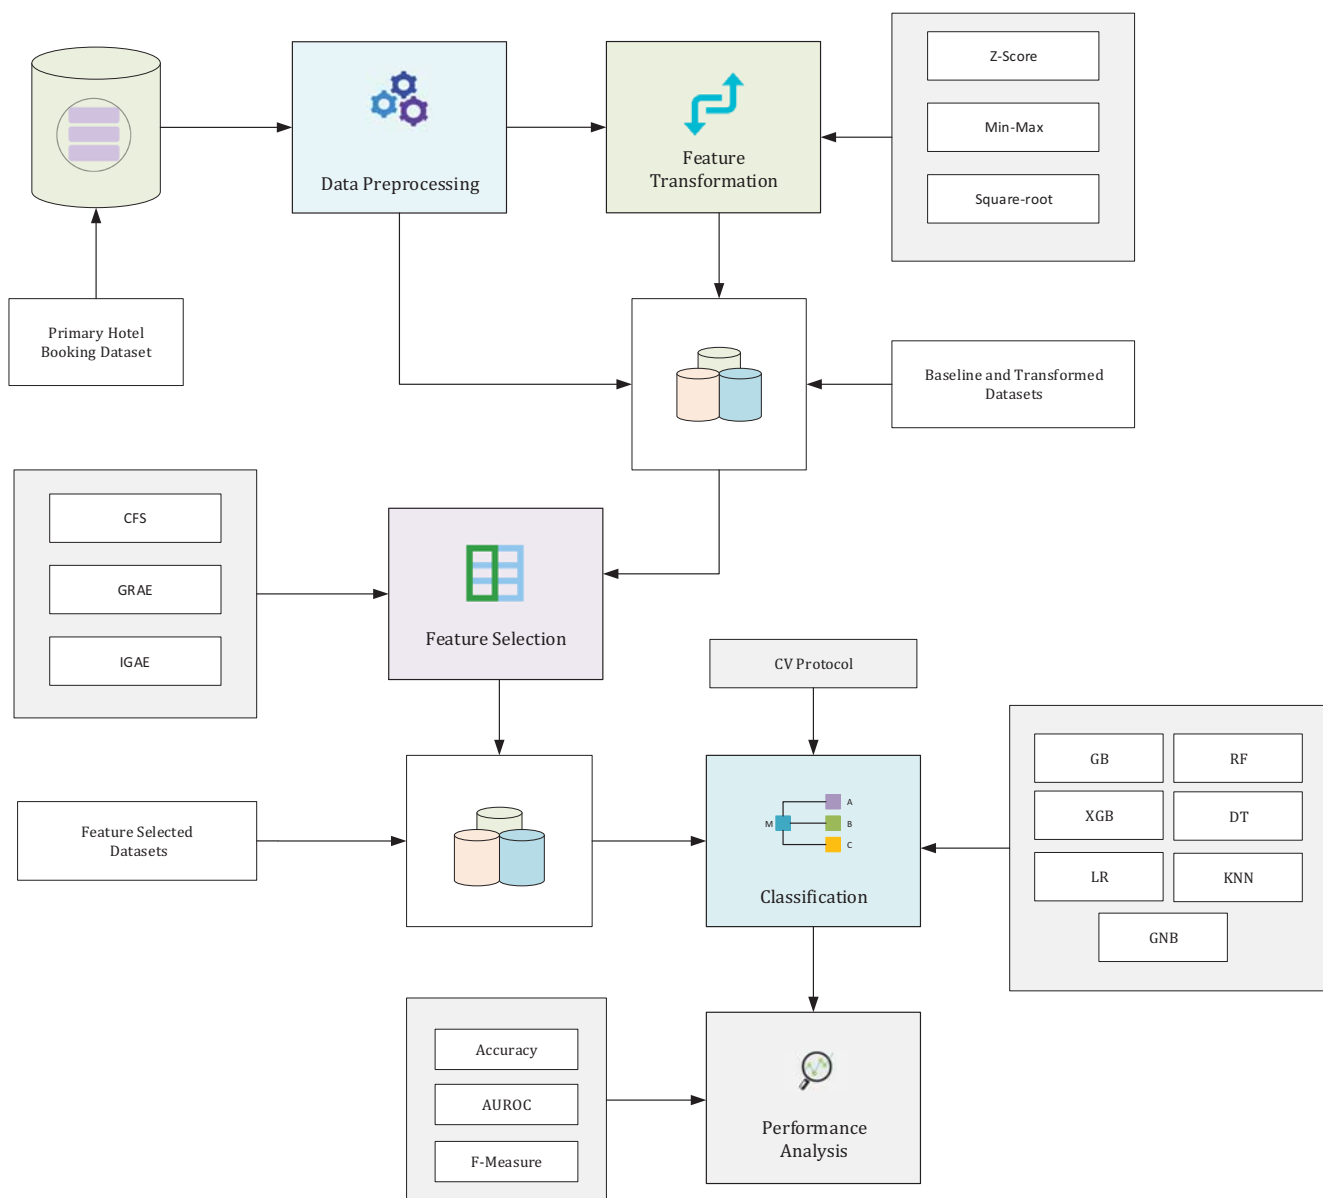 Z-Score
Min-Max
Square-root
Data Preprocessing
Feature
Transformation
Primary Hotel
Booking Dataset
Baseline and Transformed
Datasets
CFS
GRAE
IGAE
Feature Selection
CV Protocol
GB
RF
XGB
DT
LR
KNN
GNB
Feature Selected
Datasets
M
A
B
C
Classification
Accuracy
AUROC
F-Measure
Performance
Analysis